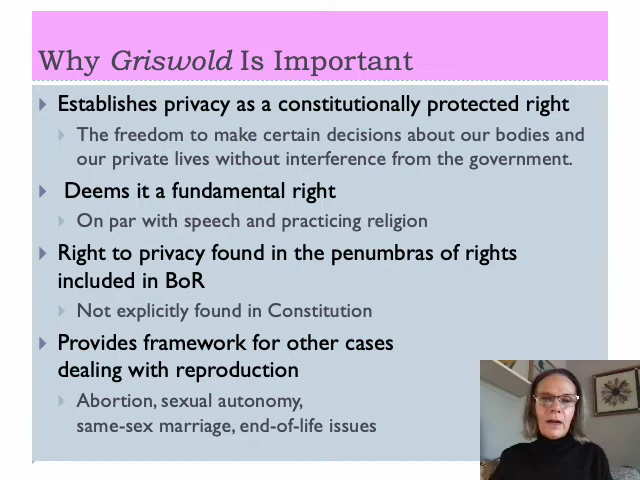 Why Griswold Is Important
Establishes privacy as a constitutionally protected right
The freedom to make certain decisions about our bodies and
our private lives without interference from the government.
Deems it a fundamental right
On par with speech and practicing religion
Right to privacy found in the penumbras of rights
included in BoR
Not explicitly found in Constitution
Provides framework for other cases
dealing with reproduction
Abortion, sexual autonomy,
same-sex marriage, end-of-life issues